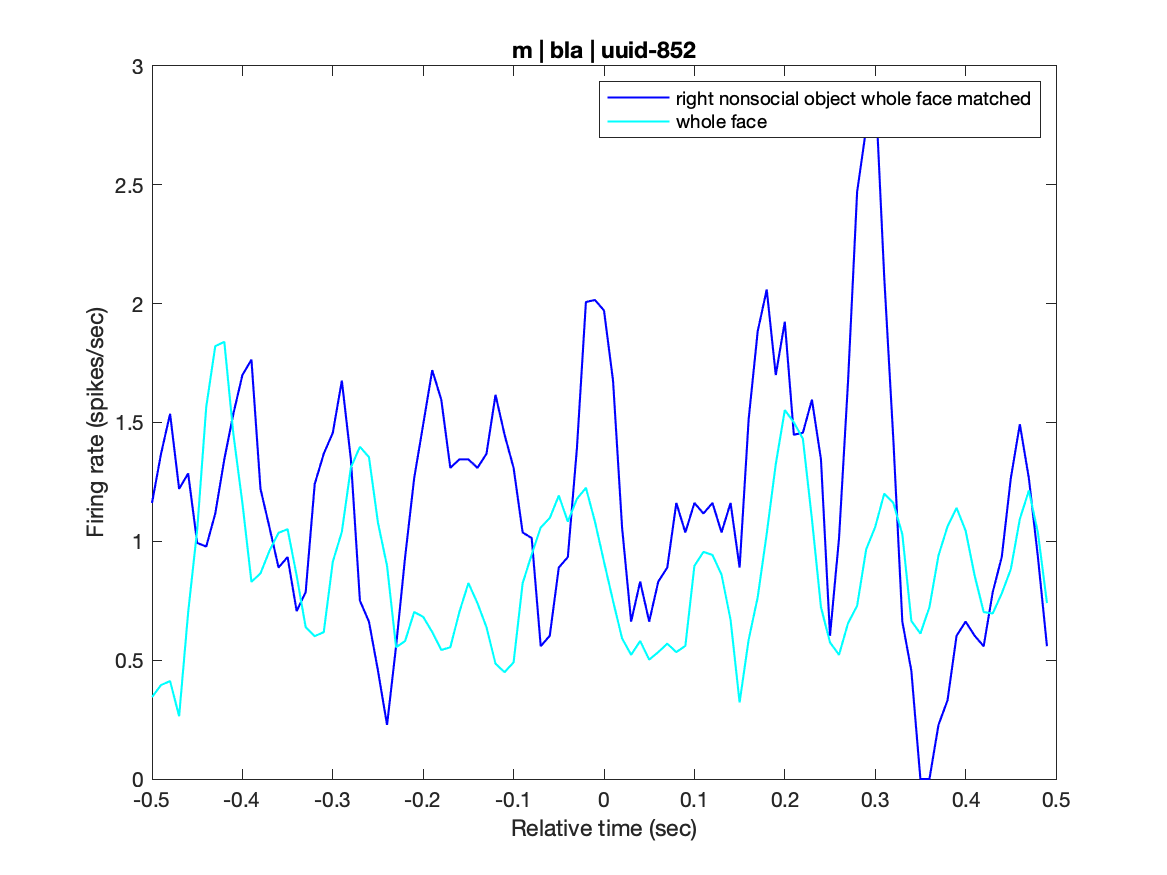 m | bla | uuid-852
3
right nonsocial object whole face matched
whole face
2.5
2
1.5
1
0.5
0
Firing rate (spikes/sec)
-0.5 -0.4 -0.3 -0.2 -0.1 0 0.1 0.2 0.3 0.4 0.5
Relative time (sec)